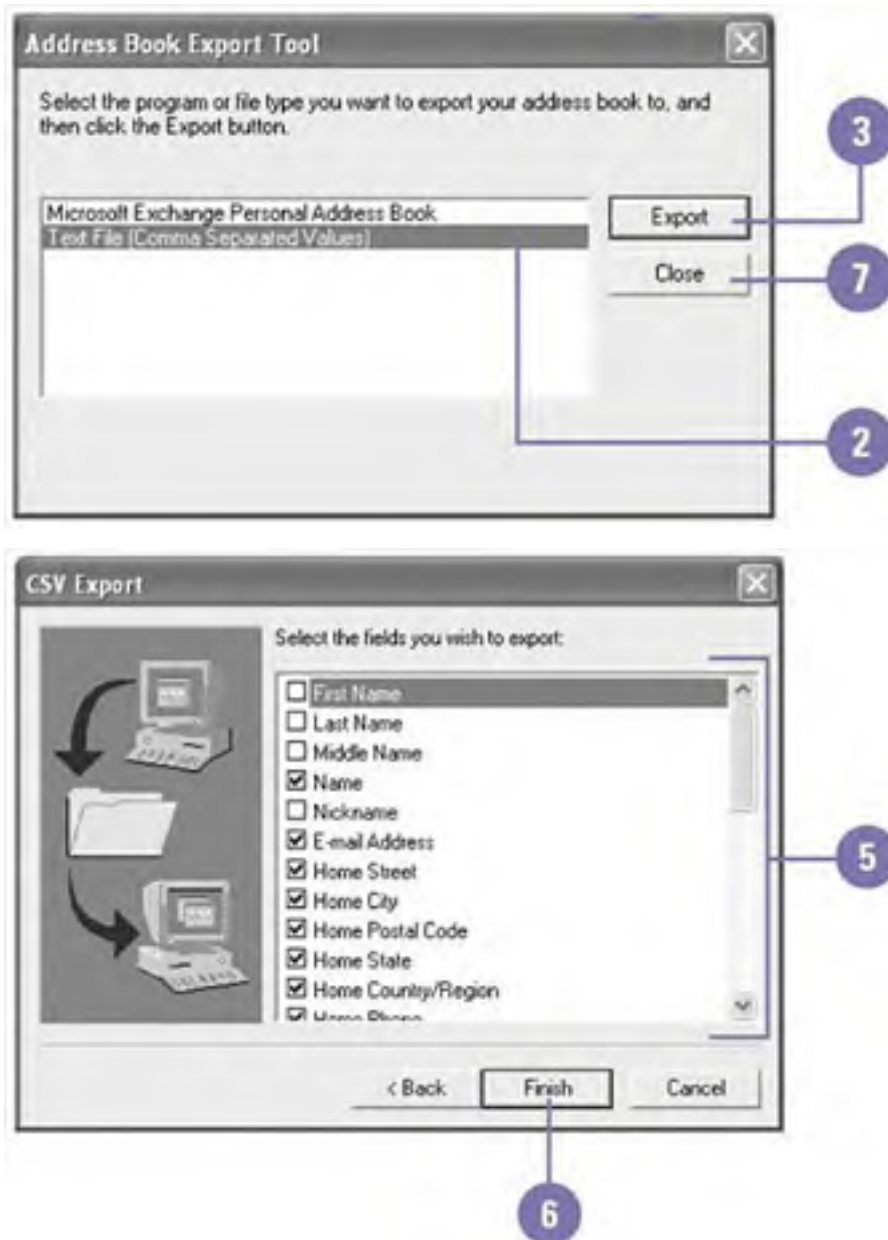 Address Book Export Tool
Select the program or file type you want to export your address book to, and
then click the Export button.
3
Microsoft Exchange Personal Address Book
Export
Text File (Comma Separated Values)
Close
7
2
CSV Export
Select the fields you wish to export:
First Name
Last Name
Middle Name
Name
Nickname
E-mail Address
5
Home Street
Home City
Home Postal Code
Home State
Home Country/Region
Home Phone
< Back
Finish
Cancel
6